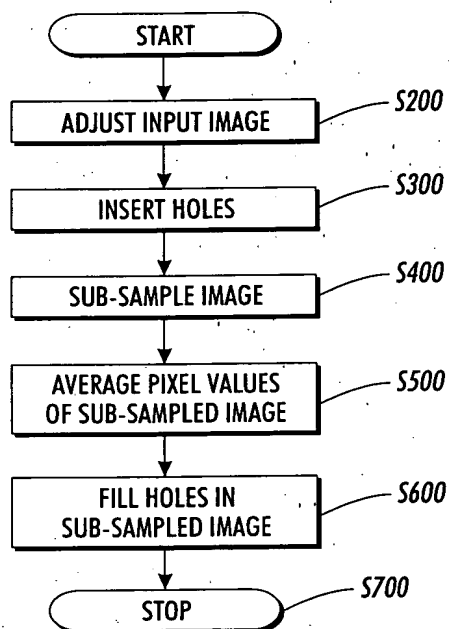 START
ADJUST INPUT IMAGE
S200
INSERT HOLES
S300
SUB-SAMPLE IMAGE
S400
AVERAGE PIXEL VALUES
OF SUB-SAMPLED IMAGE
S500
FILL HOLES IN
SUB-SAMPLED IMAGE
S600
STOP
S700